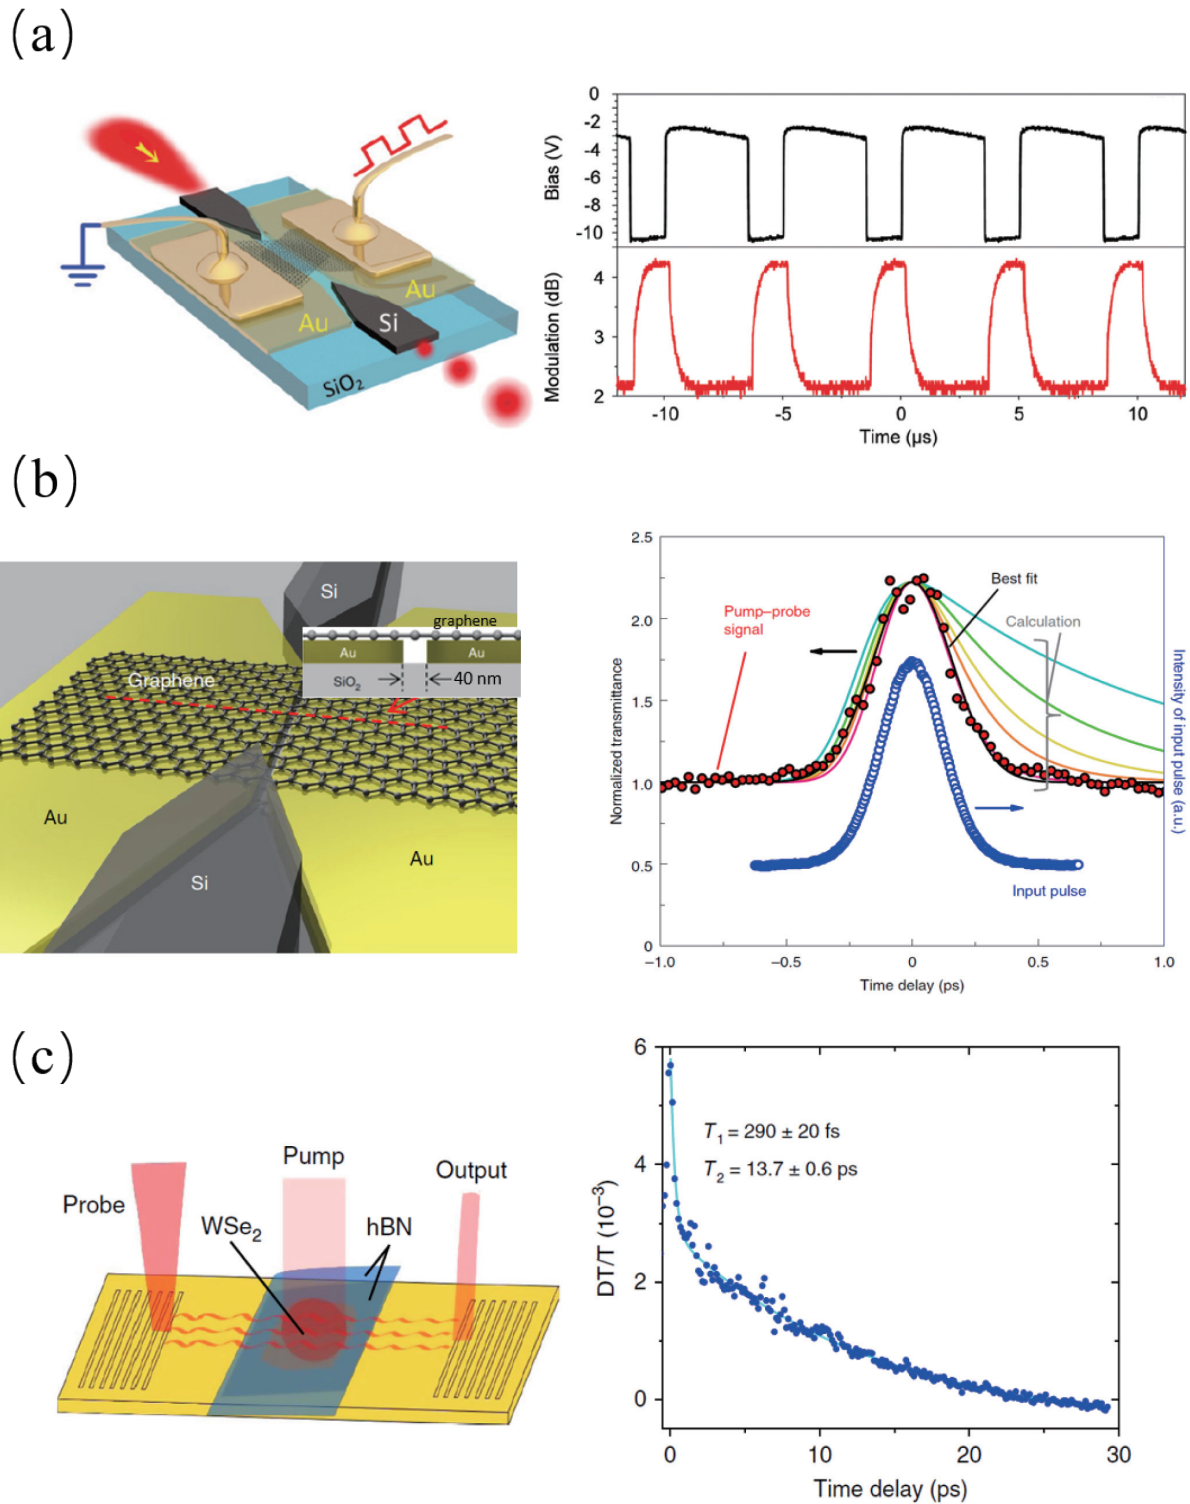 (a)
Au
Au
Si
SiO2
0
-2
-4
-6
-8
-10
Bias (V)
4
3
2
Modulation (dB)
-10
-5
0
5
10
Time (μs)
(b)
Si
graphene
Au
Au
SiO2
40 nm
Graphene
Au
Au
Si
2.5
2.0
1.5
1.0
0.5
0
Normalized transmittance
Pump–probe
signal
Best fit
Calculation
Input pulse
Intensity of input
pulse (a.u.)
–1.0
–0.5
0
0.5
1.0
Time delay (ps)
(c)
Probe
Pump
Output
WSe2
hBN
6
4
2
0
DT/T (10⁻³)
T1 = 290 ± 20 fs
T2 = 13.7 ± 0.6 ps
0
10
20
30
Time delay (ps)